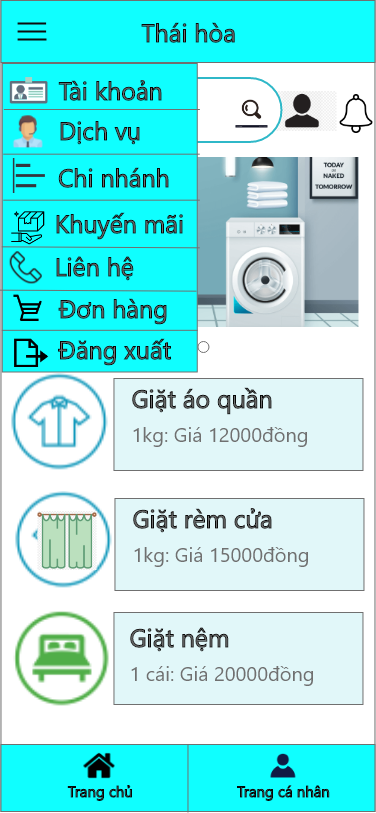 Thái hòa
Tài khoản
Dịch vụ
Chi nhánh
Khuyến mãi
Liên hệ
Đơn hàng
Đăng xuất
TODAY
or
NAKED
TOMORROW
Giặt áo quần
1kg: Giá 12000đồng
Giặt rèm cửa
1kg: Giá 15000đồng
Giặt nệm
1 cái: Giá 20000đồng
Trang chủ
Trang cá nhân